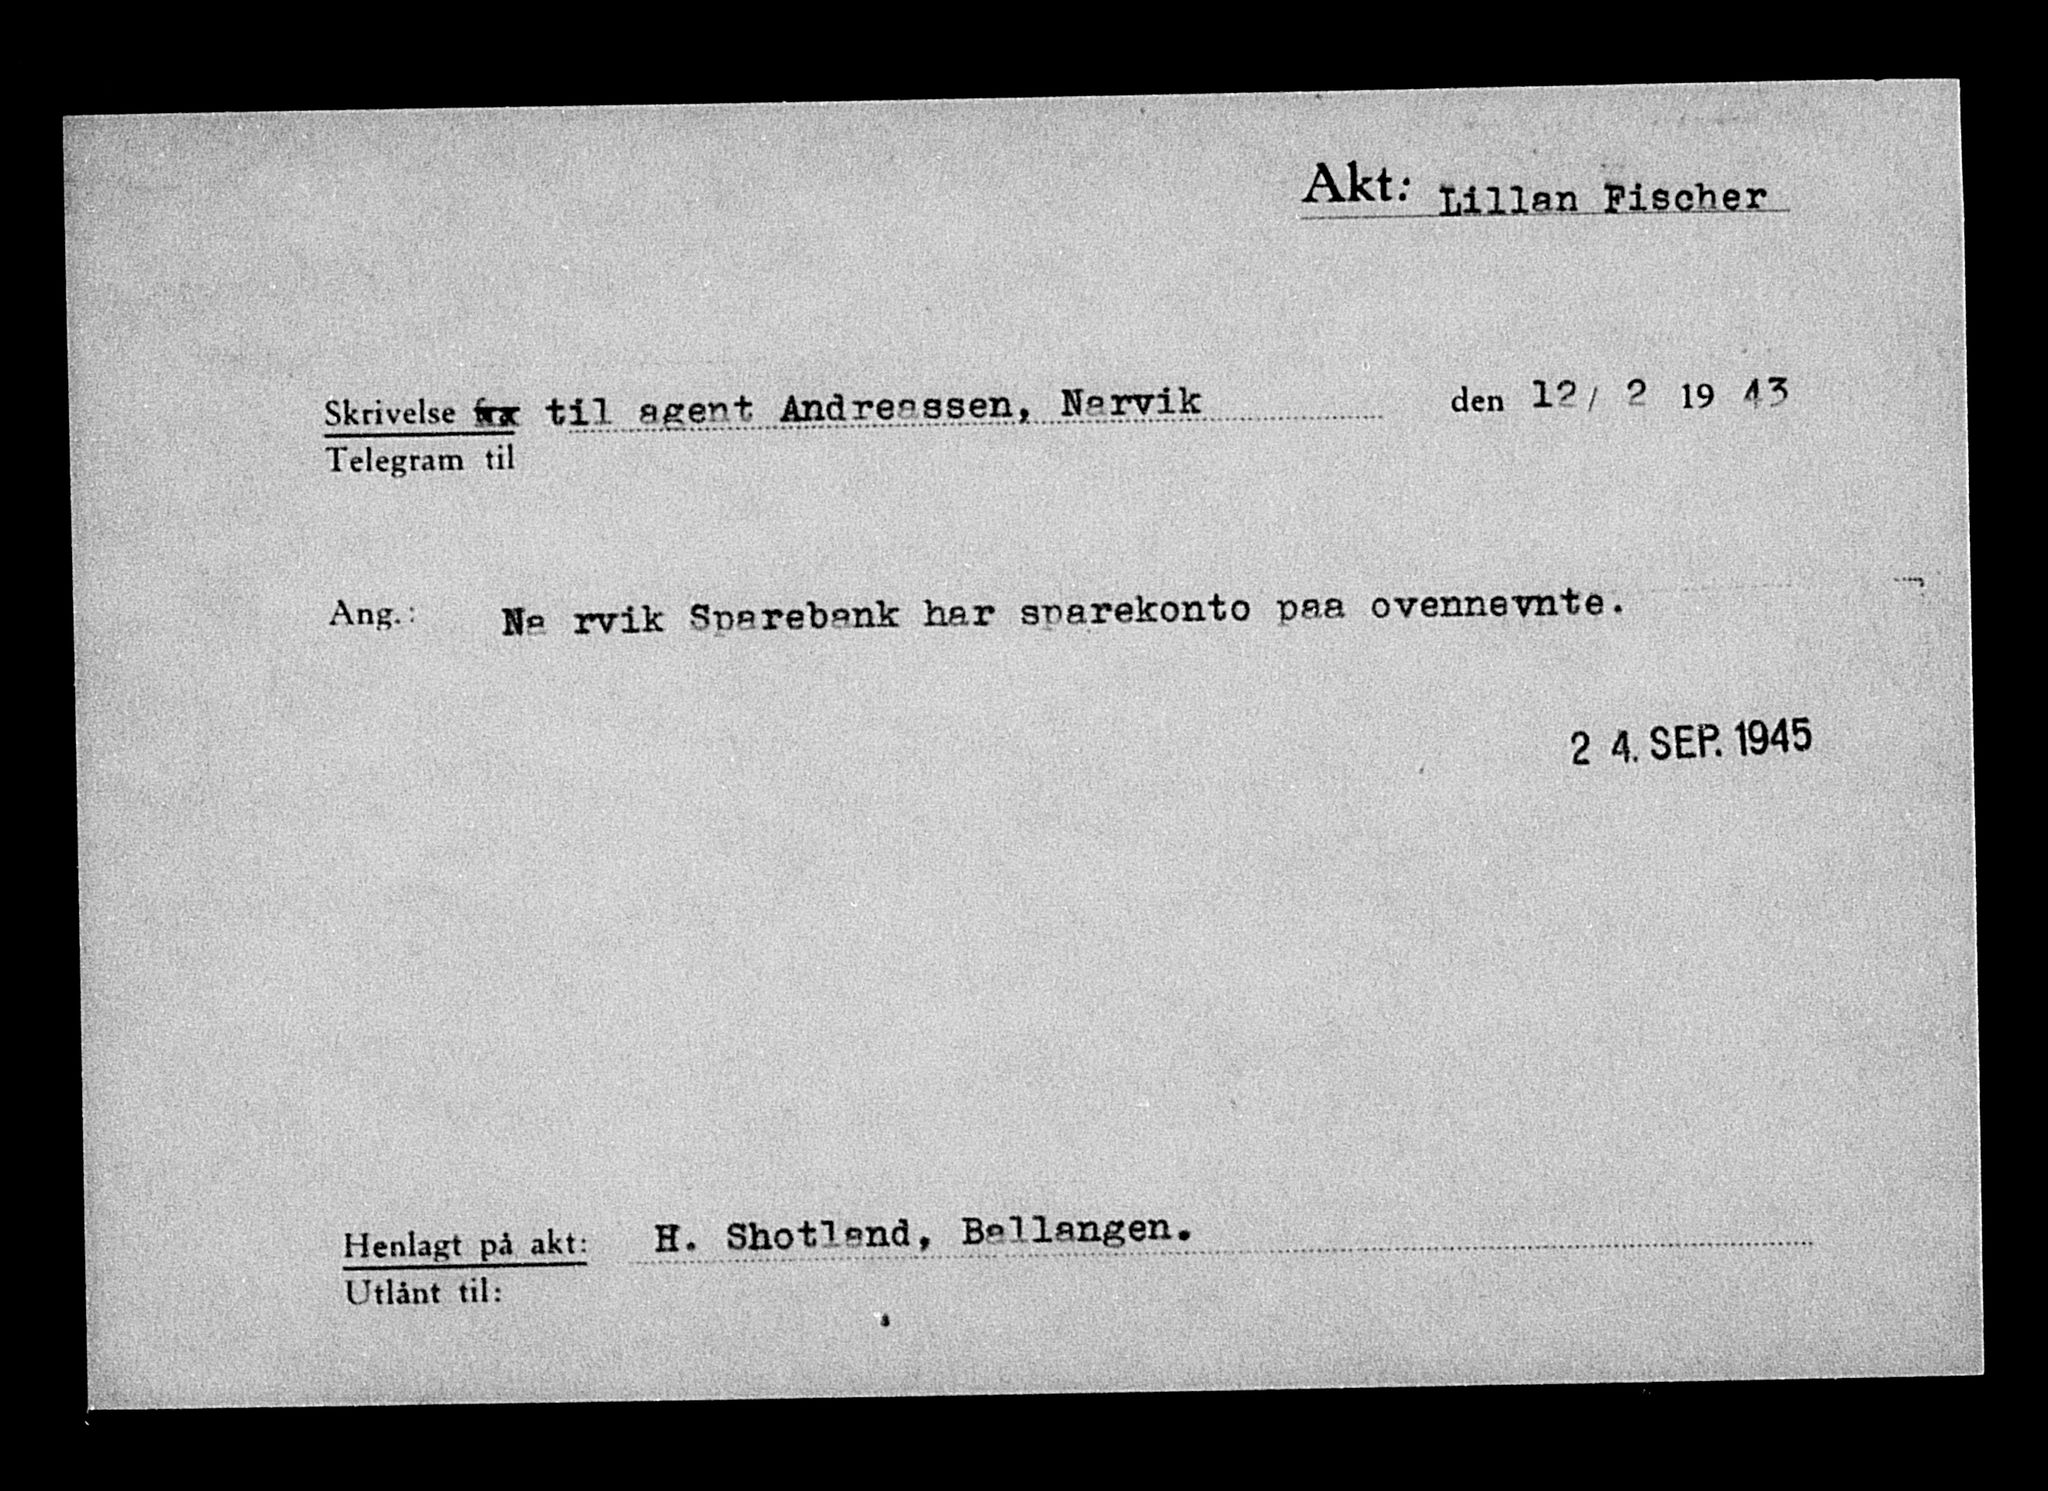 Akt: Lillan Fischer
Skrivelse til agent Andreassen, Narvik den 12/ 2 19 43
Telegram til
Ang.: Na rvik Sparebank har sparekonto paa ovennevnte.
2 4. SEP. 1945
Henlagt på akt: H. Shotland, Ballangen.
Utlånt til: